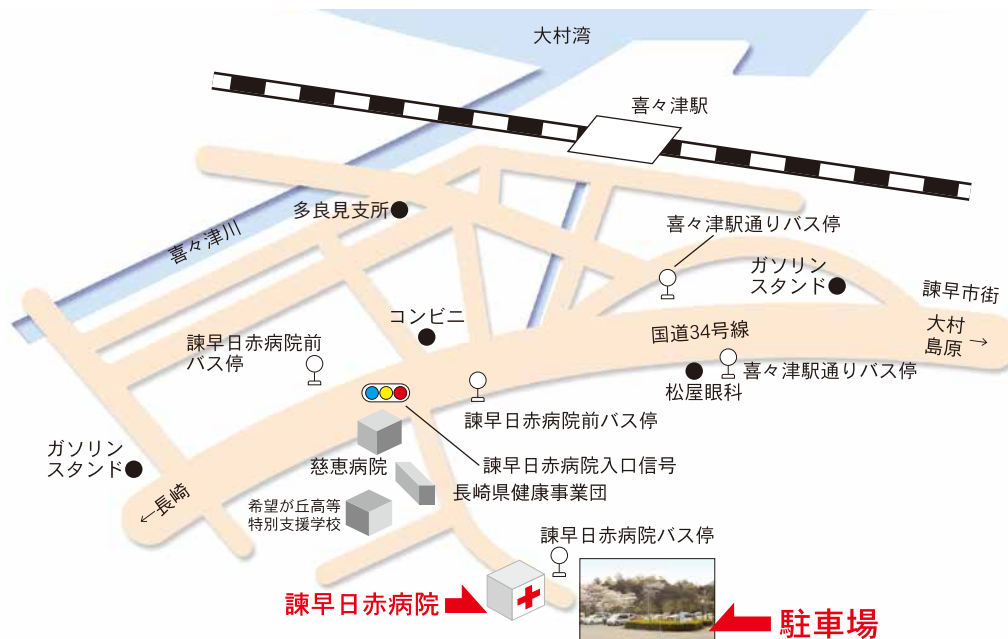 大村湾
喜々津駅
多良見支所
喜々津川
喜々津駅通りバス停
ガソリン
スタンド
諫早市街
大村
島原
→
国道34号線
コンビニ
諫早日赤病院前
バス停
喜々津駅通りバス停
松屋眼科
諫早日赤病院前バス停
ガソリン
スタンド
慈恵病院
諫早日赤病院入口信号
長崎県健康事業団
←長崎
希望が丘高等
特別支援学校
諫早日赤病院バス停
諫早日赤病院
駐車場